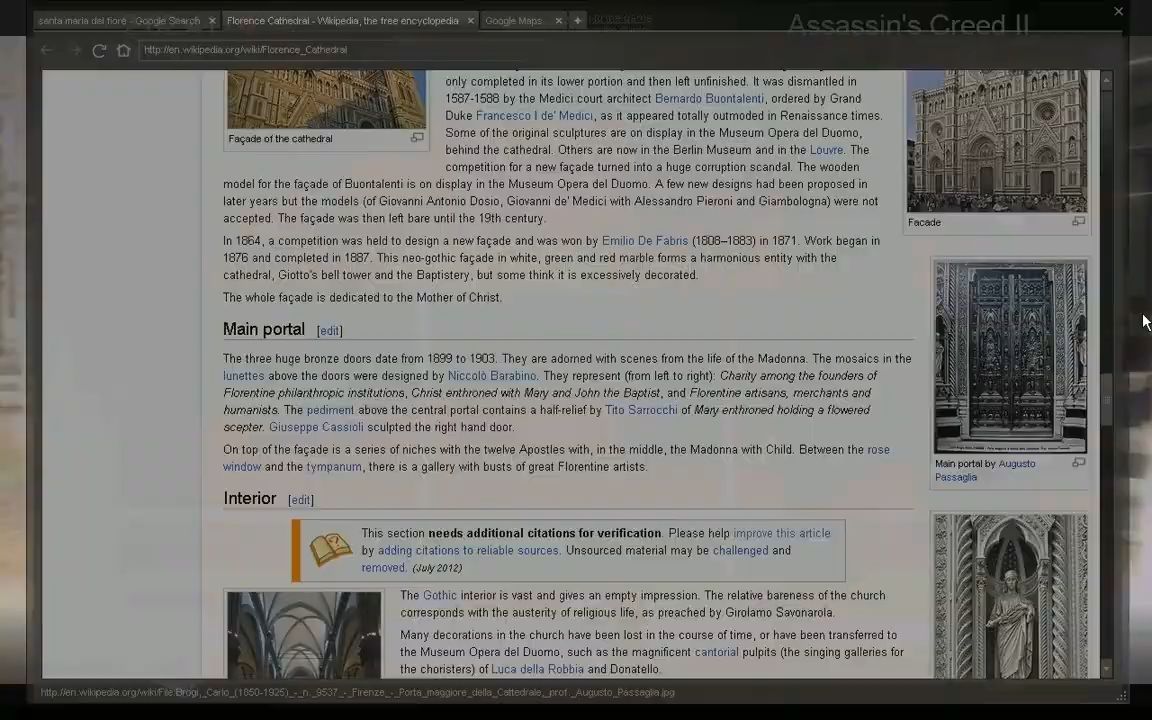 santa maria del fiore - Google Search
Florence Cathedral - Wikipedia, the free encyclopedia
Google Maps
Assassin's Creed II
http://en.wikipedia.org/wiki/Florence_Cathedral
only completed in its lower portion and then left unfinished. It was dismantled in
1587-1588 by the Medici court architect Bernardo Buontalenti, ordered by Grand
Duke Francesco I de' Medici, as it appeared totally outmoded in Renaissance times.
Some of the original sculptures are on display in the Museum Opera del Duomo,
behind the cathedral. Others are now in the Berlin Museum and in the Louvre. The
competition for a new façade turned into a huge corruption scandal. The wooden
model for the façade of Buontalenti is on display in the Museum Opera del Duomo. A few new designs had been proposed in
later years but the models (of Giovanni Antonio Dosio, Giovanni de' Medici with Alessandro Pieroni and Giambologna) were not
accepted. The façade was then left bare until the 19th century.
Façade of the cathedral
Facade
In 1864, a competition was held to design a new façade and was won by Emilio De Fabris (1808–1883) in 1871. Work began in
1876 and completed in 1887. This neo-gothic façade in white, green and red marble forms a harmonious entity with the
cathedral, Giotto's bell tower and the Baptistery, but some think it is excessively decorated.
The whole façade is dedicated to the Mother of Christ.
Main portal [edit]
The three huge bronze doors date from 1899 to 1903. They are adorned with scenes from the life of the Madonna. The mosaics in the
lunettes above the doors were designed by Niccolò Barabino. They represent (from left to right): Charity among the founders of
Florentine philanthropic institutions, Christ enthroned with Mary and John the Baptist, and Florentine artisans, merchants and
humanists. The pediment above the central portal contains a half-relief by Tito Sarrocchi of Mary enthroned holding a flowered
scepter. Giuseppe Cassioli sculpted the right hand door.
On top of the façade is a series of niches with the twelve Apostles with, in the middle, the Madonna with Child. Between the rose
window and the tympanum, there is a gallery with busts of great Florentine artists.
Main portal by Augusto
Passaglia
Interior [edit]
This section needs additional citations for verification. Please help improve this article
by adding citations to reliable sources. Unsourced material may be challenged and
removed. (July 2012)
The Gothic interior is vast and gives an empty impression. The relative bareness of the church
corresponds with the austerity of religious life, as preached by Girolamo Savonarola.
Many decorations in the church have been lost in the course of time, or have been transferred to
the Museum Opera del Duomo, such as the magnificent cantorial pulpits (the singing galleries for
the choristers) of Luca della Robbia and Donatello.
http://en.wikipedia.org/wiki/File:Brogi,_Carlo_(1850-1925)_-_n._9537_-_Firenze_-_Porta_maggiore_della_Cattedrale,_prof._Augusto_Passaglia.jpg